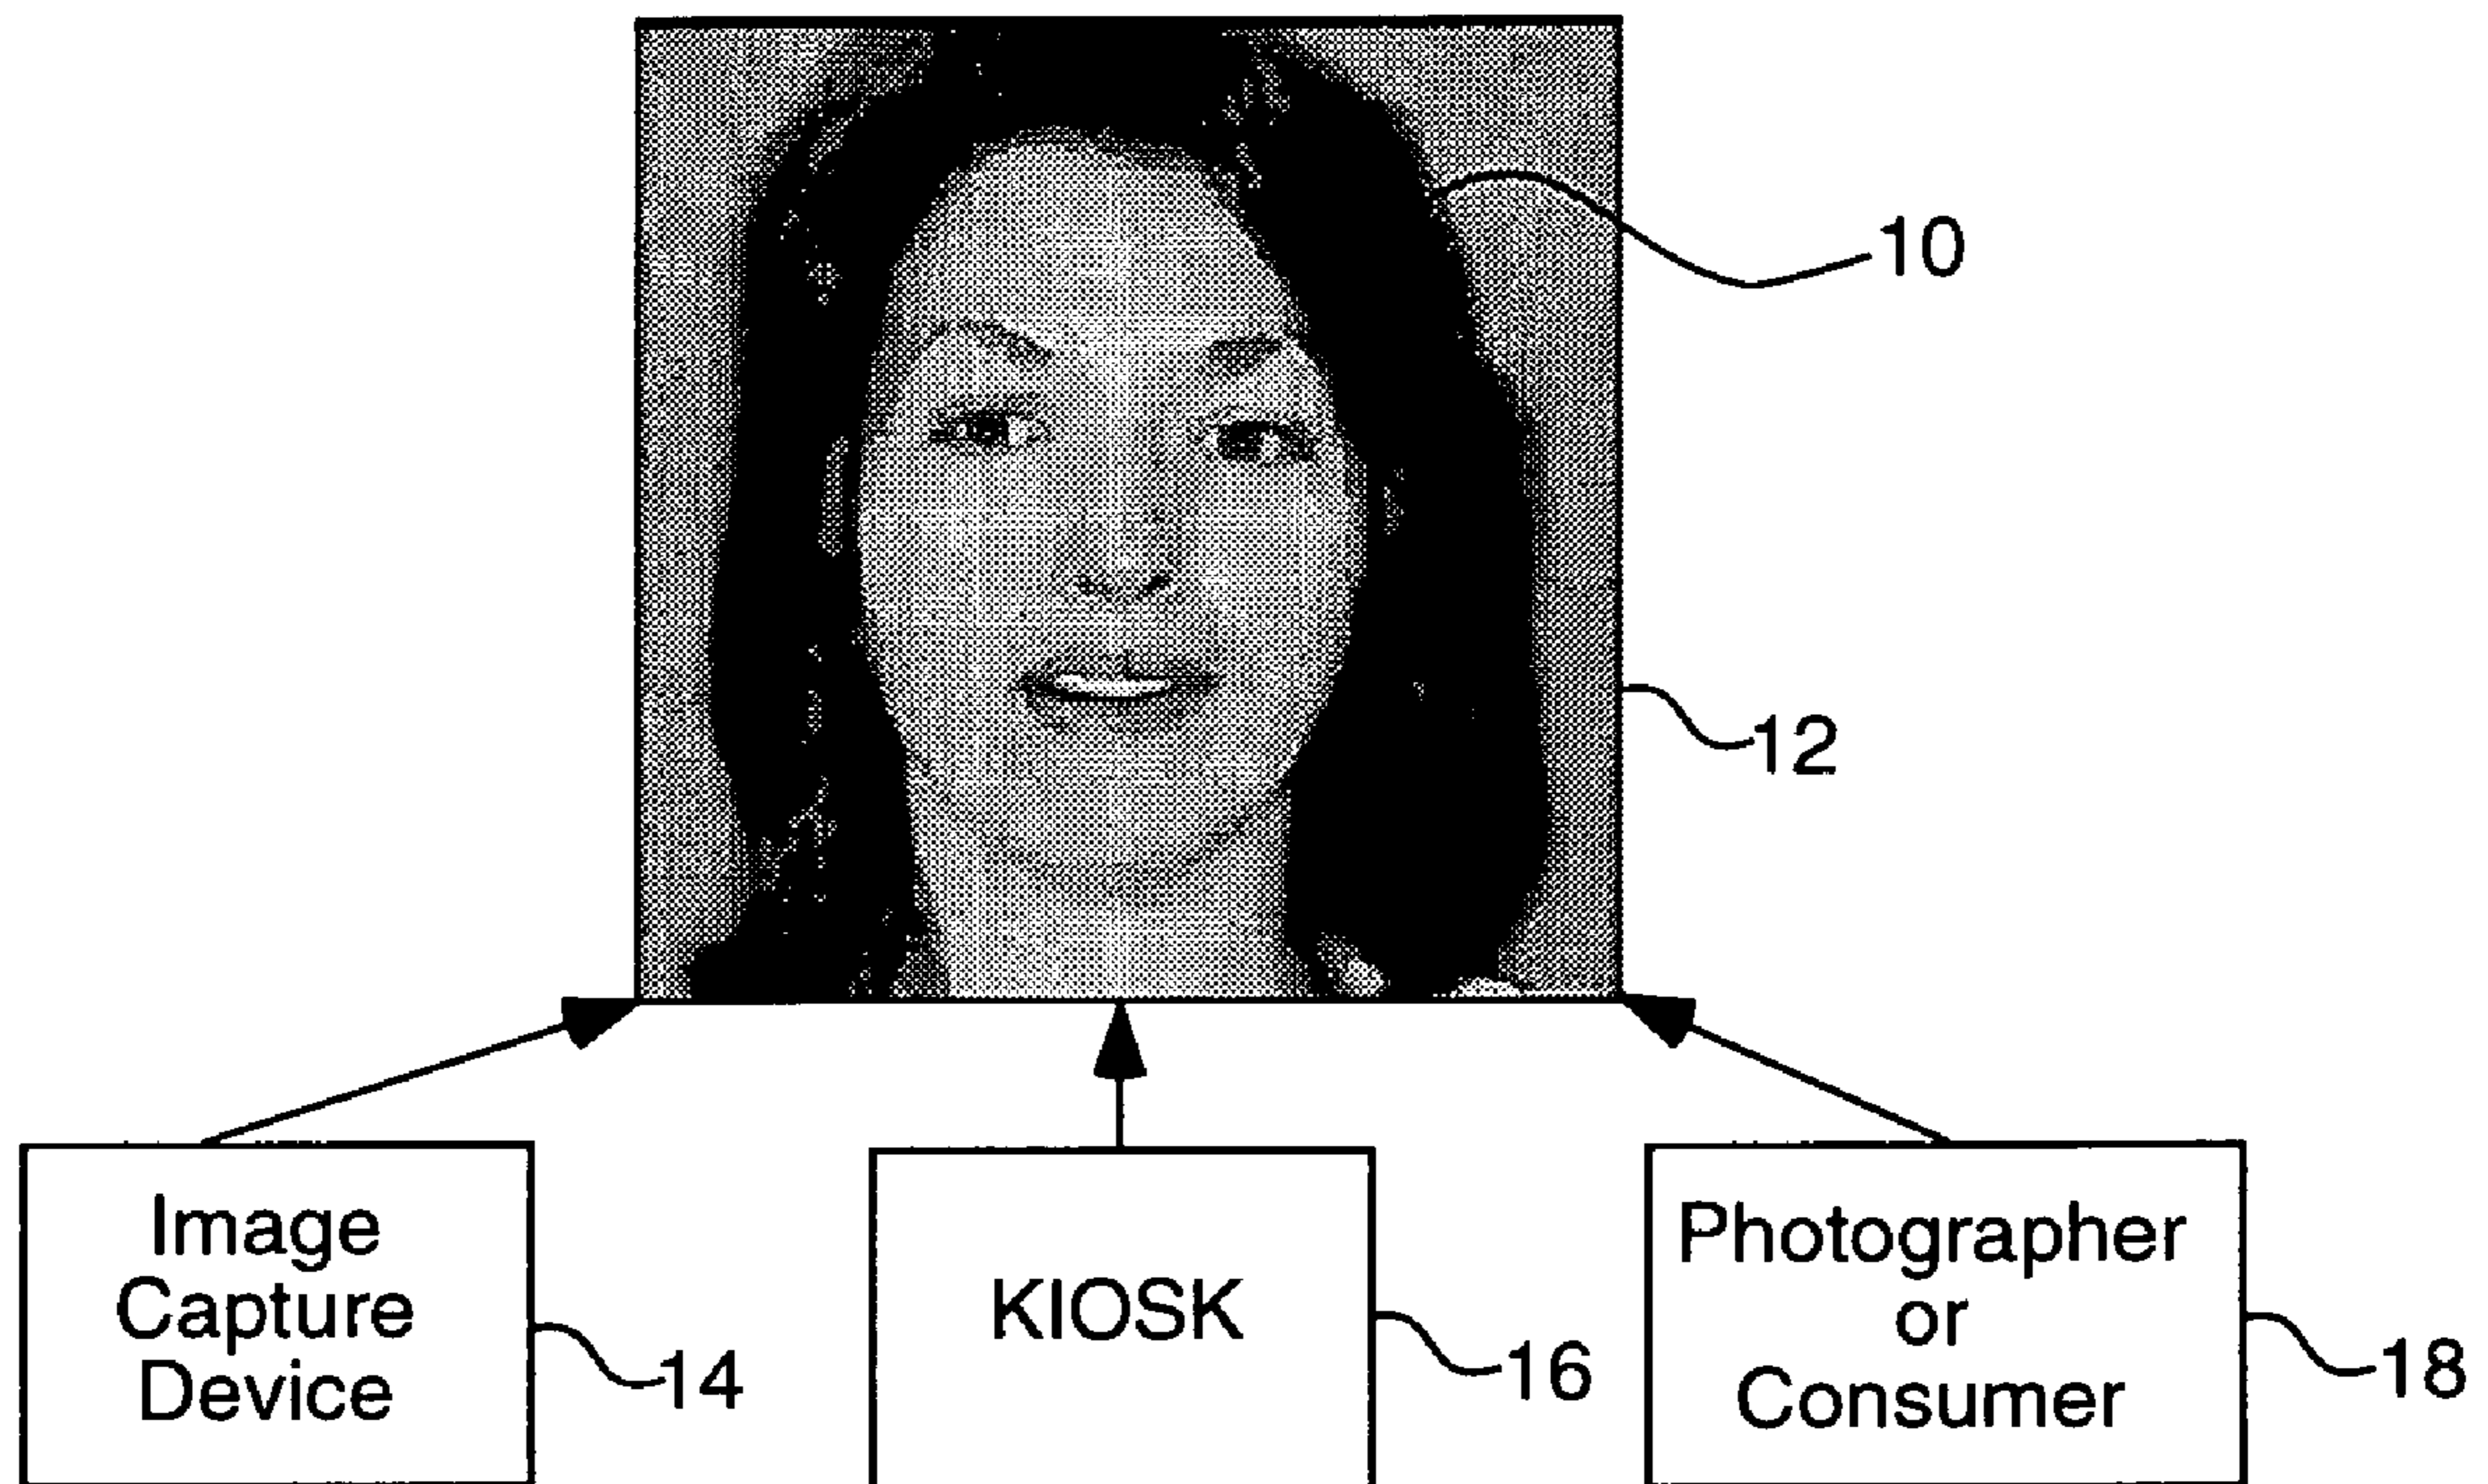 10
12
Image
Capture
Device
14
KIOSK
16
Photographer
or
Consumer
18